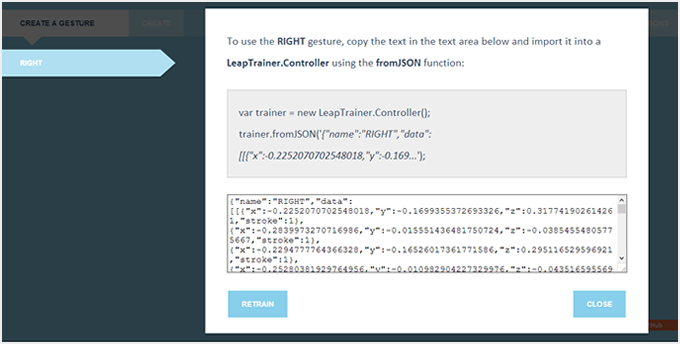 CREATE A GESTURE
CREATE
RIGHT
To use the RIGHT gesture, copy the text in the text area below and import it into a
LeapTrainer.Controller using the fromJSON function:
var trainer = new LeapTrainer.Controller();
trainer.fromJSON('{"name":"RIGHT","data":
[[{"x":-0.2252070702548018,"y":-0.169...');
{"name":"RIGHT","data":
[[{"x":-0.2252070702548018,"y":-0.1699355372693326,"z":0.31774190261426
1,"stroke":1},
{"x":-0.2839973270716986,"y":-0.015551436481750724,"z":-0.0385455480577
5667,"stroke":1},
{"x":-0.2294777764366328,"y":-0.16526017361771586,"z":0.295116529596921
,"stroke":1},
{"x":-0.25280381929764956,"y":-0.010982904227329976,"z":-0.043516595569
RETRAIN
CLOSE